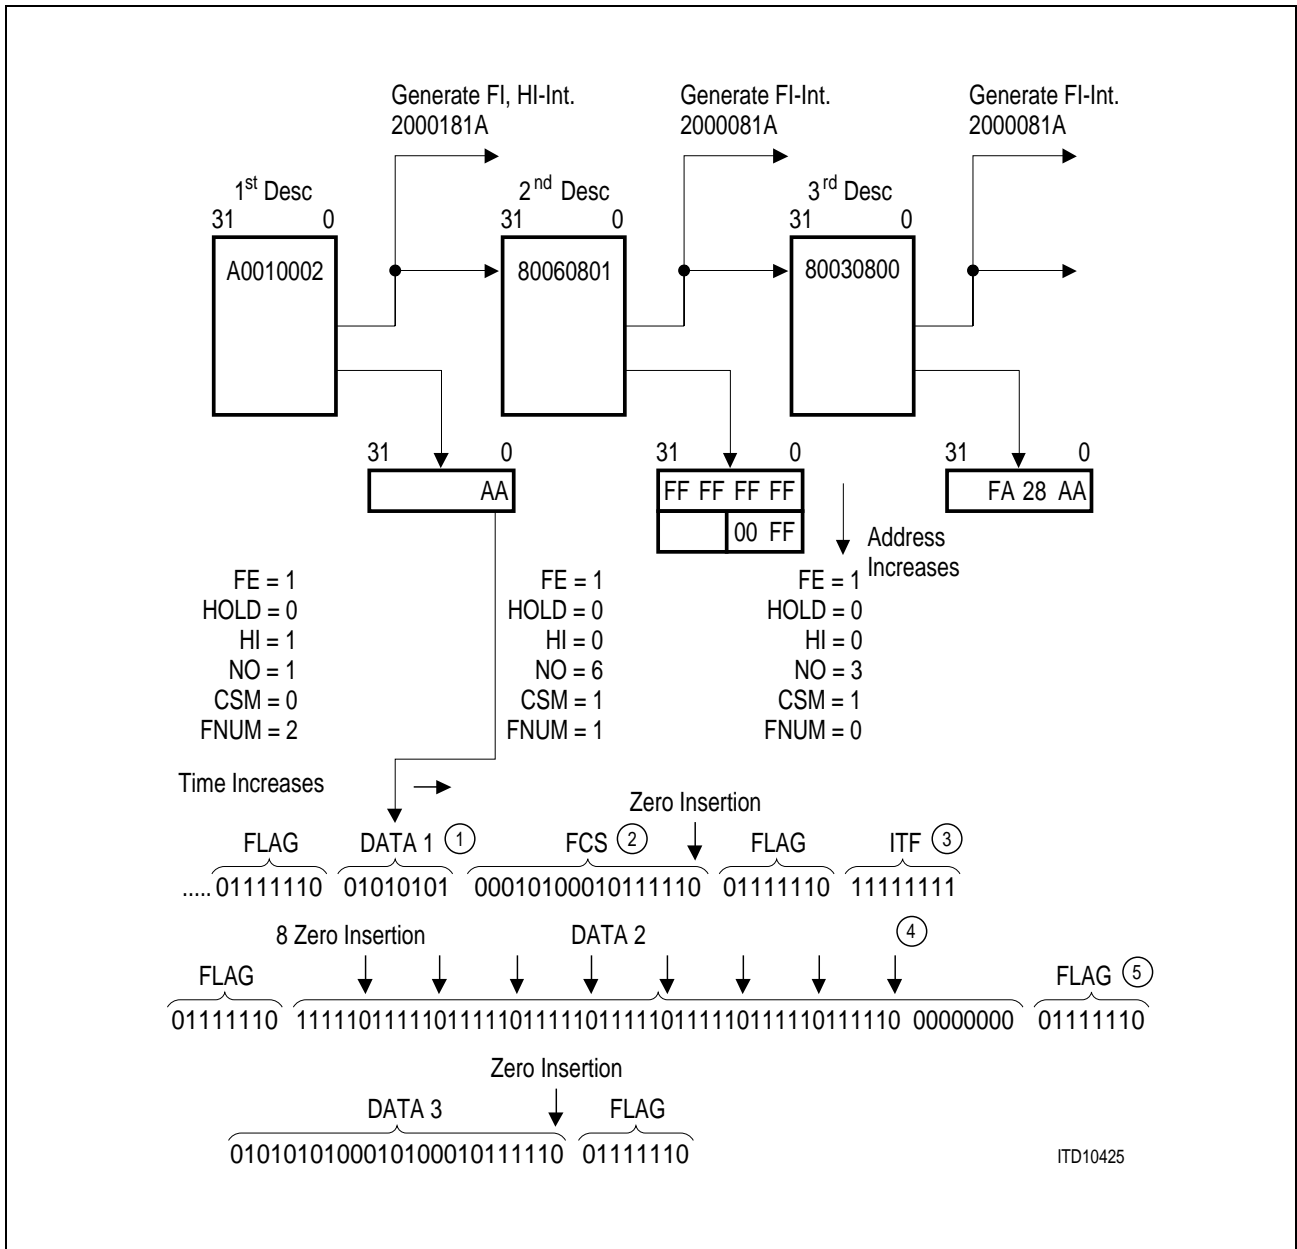 Generate FI, HI-Int. Generate FI-Int. Generate FI-Int.
2000181A 2000081A 2000081A
1st Desc 2nd Desc 3rd Desc
31 0 31 0 31 0
A0010002 80060801 80030800
31 0 31 0 31 0
AA FF FF FF FF FA 28 AA
00 FF
Address
Increases
FE = 1 FE = 1 FE = 1
HOLD = 0 HOLD = 0 HOLD = 0
HI = 1 HI = 0 HI = 0
NO = 1 NO = 6 NO = 3
CSM = 0 CSM = 1 CSM = 1
FNUM = 2 FNUM = 1 FNUM = 0
Time Increases
Zero Insertion
FLAG DATA 1 1 FCS 2 FLAG ITF 3
.....01111110 01010101 00010100010111110 01111110 11111111
8 Zero Insertion DATA 2 4
FLAG FLAG 5
01111110 111110111110111110111110111110111110111110111110 00000000 01111110
Zero Insertion
DATA 3 FLAG
0101010100010100010111110 01111110
ITD10425